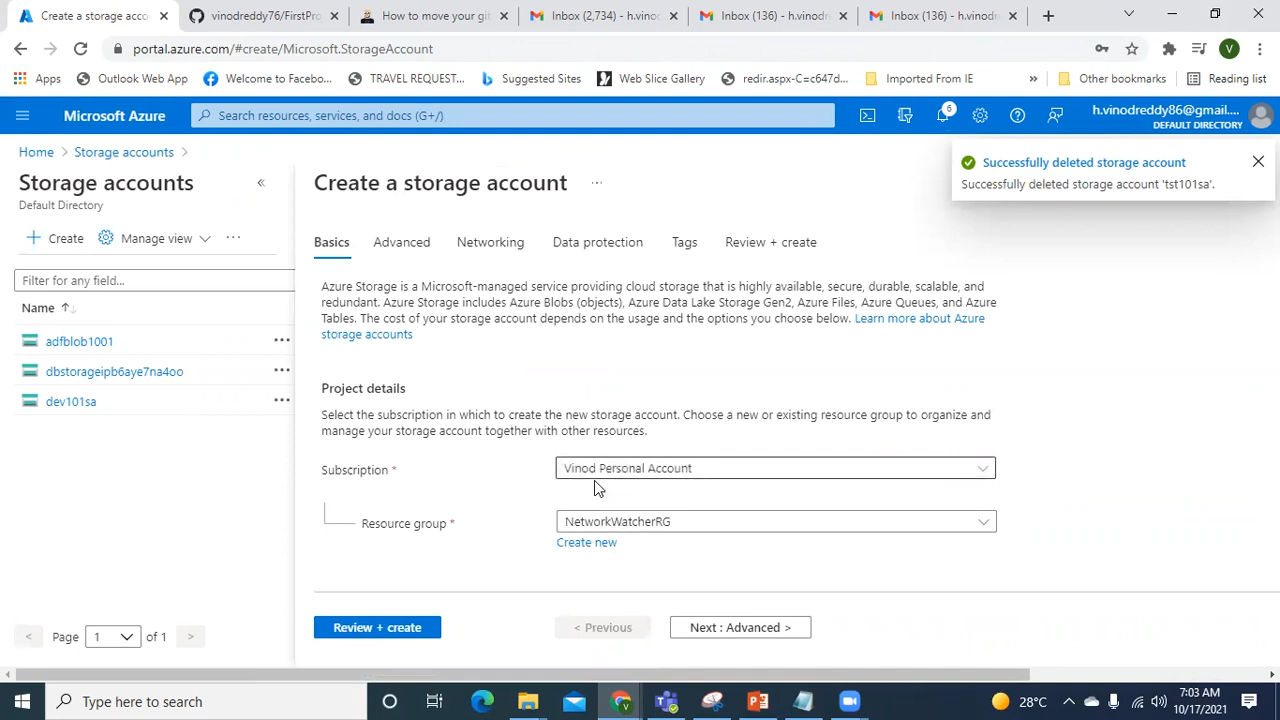 Create a storage acco
vinodreddy76/FirstPro
How to move your git
Inbox (2,734) - h.vino
Inbox (136) - h.vinodr
Inbox (136) - h.vinodr
portal.azure.com/#create/Microsoft.StorageAccount
V
Apps
Outlook Web App
Welcome to Facebo...
TRAVEL REQUEST...
Suggested Sites
Web Slice Gallery
redir.aspx-C=c647d...
Imported From IE
»
Other bookmarks
Reading list
Microsoft Azure
Search resources, services, and docs (G+/)
6
h.vinodreddy86@gmail....
DEFAULT DIRECTORY
Home > Storage accounts >
Successfully deleted storage account
Successfully deleted storage account 'tst101sa'.
Storage accounts
«
Default Directory
+ Create
Manage view
...
Filter for any field...
Name ↑↓
adfblob1001 ...
dbstorageipb6aye7na4oo ...
dev101sa ...
< Page 1 of 1 >
Create a storage account ...
Basics
Advanced
Networking
Data protection
Tags
Review + create
Azure Storage is a Microsoft-managed service providing cloud storage that is highly available, secure, durable, scalable, and
redundant. Azure Storage includes Azure Blobs (objects), Azure Data Lake Storage Gen2, Azure Files, Azure Queues, and Azure
Tables. The cost of your storage account depends on the usage and the options you choose below. Learn more about Azure
storage accounts
Project details
Select the subscription in which to create the new storage account. Choose a new or existing resource group to organize and
manage your storage account together with other resources.
Subscription *
Vinod Personal Account
Resource group *
NetworkWatcherRG
Create new
Review + create
< Previous
Next : Advanced >
Type here to search
28°C
7:03 AM
10/17/2021